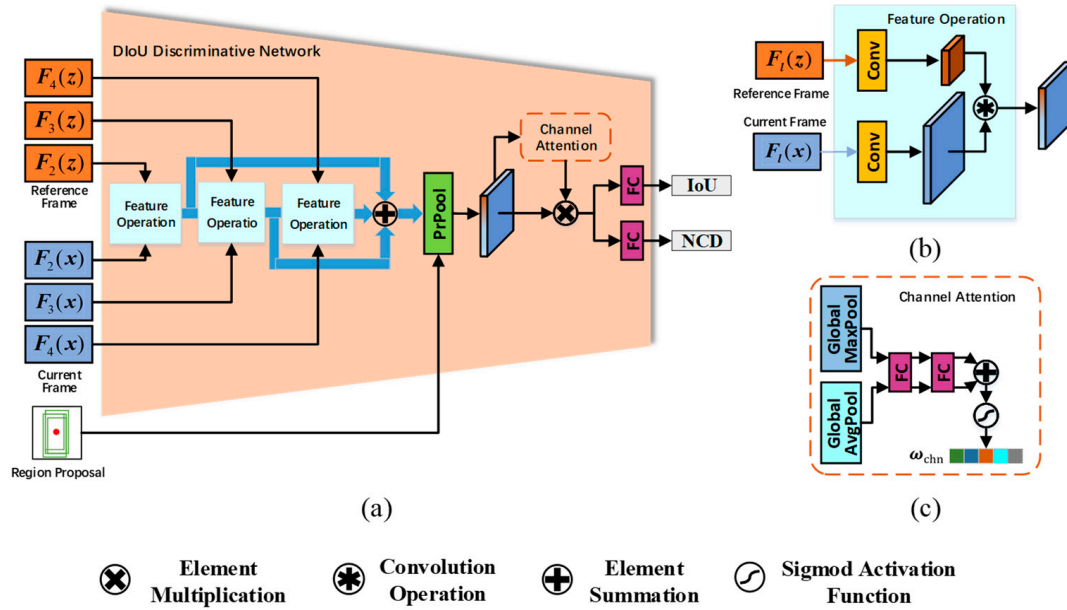 DIoU Discriminative Network
F4(z)
F3(z)
F2(z)
Reference
Frame
Feature
Operation
Feature
Operatio
Feature
Operation
F2(x)
F3(x)
F4(x)
Current
Frame
Region Proposal
PrPool
Channel
Attention
FC
IoU
FC
NCD
(a)
Feature Operation
Fl(z)
Reference Frame
Conv
Current Frame
Fl(x)
Conv
(b)
Channel Attention
Global
MaxPool
Global
AvgPool
FC
FC
ωchn
(c)
Element
Multiplication
Convolution
Operation
Element
Summation
Sigmod Activation
Function